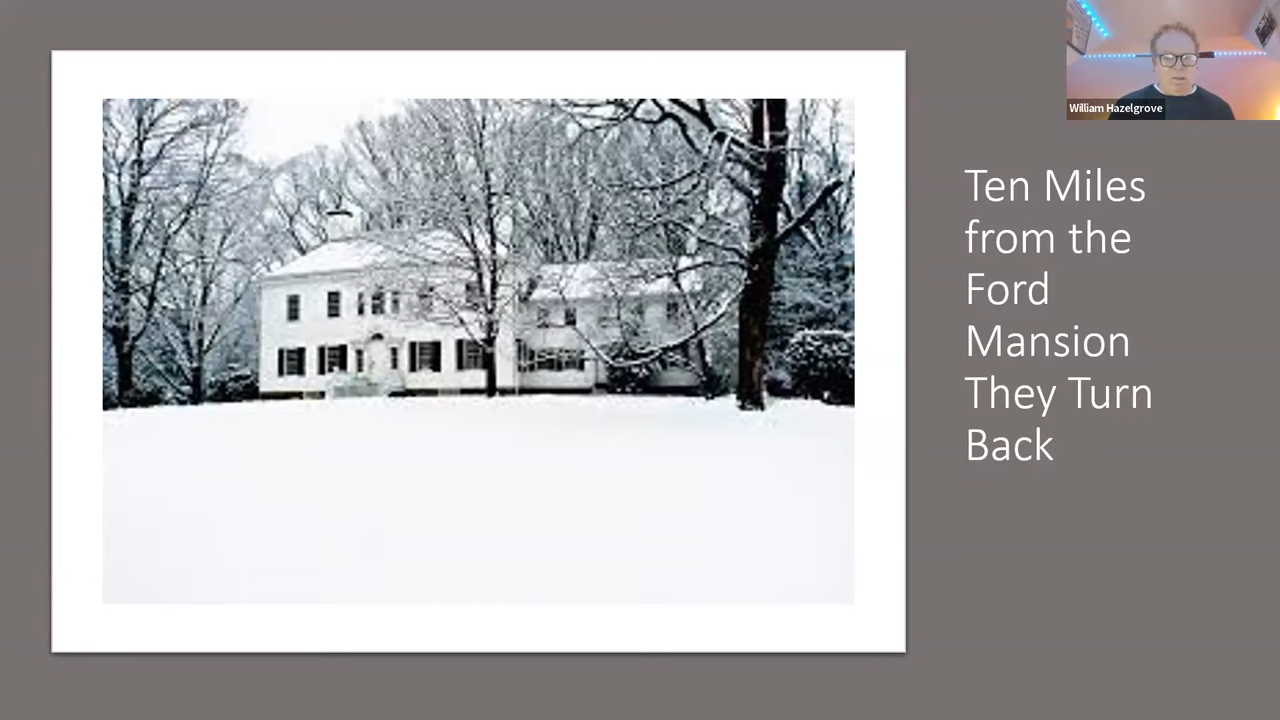 William Hazelgrove
Ten Miles
from the
Ford
Mansion
They Turn
Back